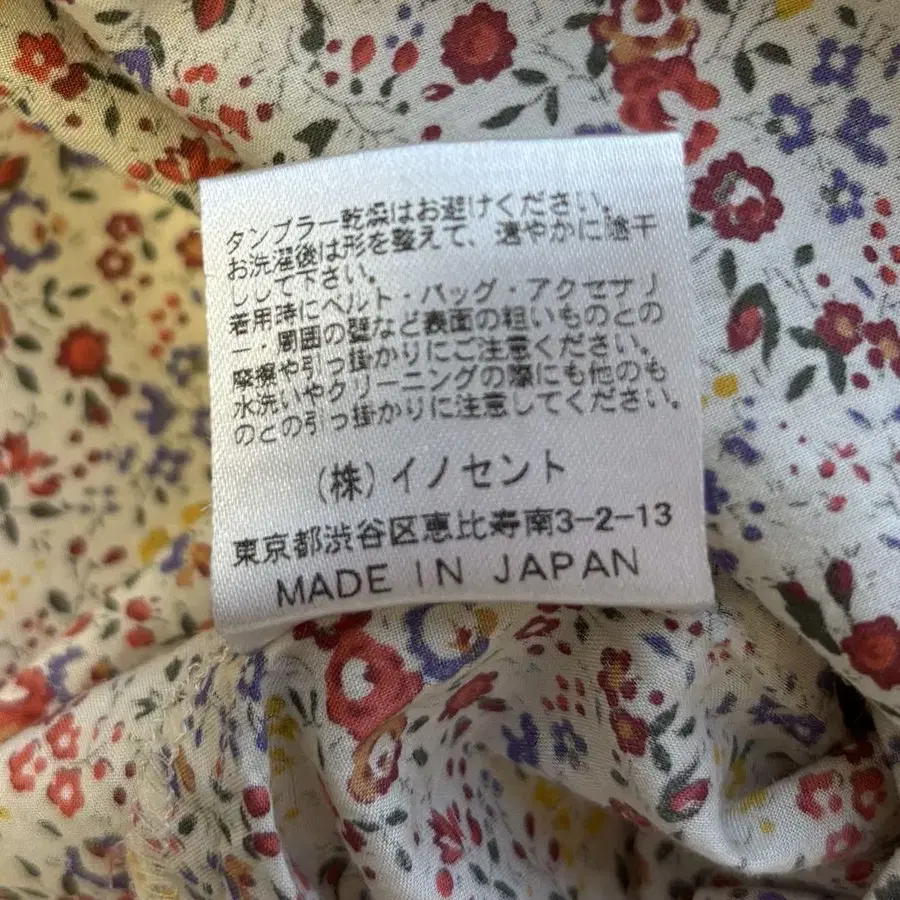 タンブラー乾燥はお避けください。
お洗濯後は形を整えて、速やかに陰干
ししして下さい。
着用時にベルト・バッグ・アクセサリ
ー・周囲の壁など表面の粗いものとの
摩擦や引っ掛かりにご注意ください。
水洗いやクリーニングの際にも他のも
のとの引っ掛かりに注意してください。
(株)イノセント
東京都渋谷区恵比寿南3-2-13
MADE IN JAPAN